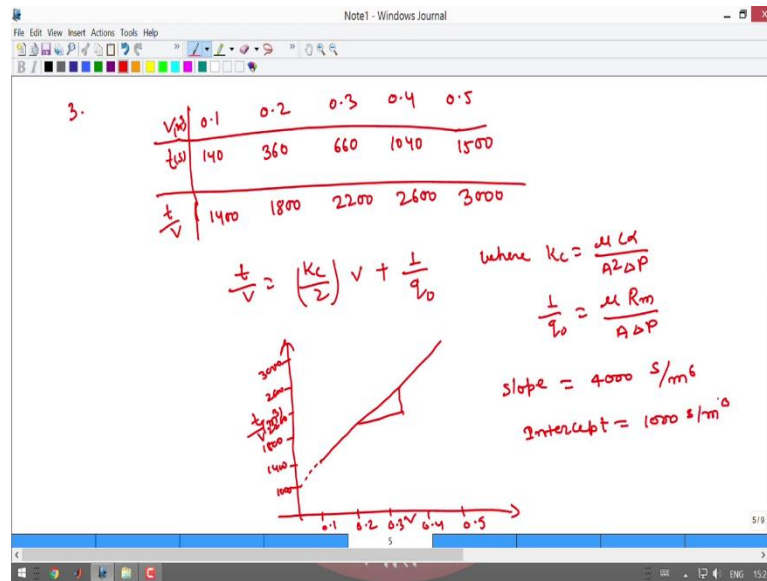 Note1 - Windows Journal
File Edit View Insert Actions Tools Help
3.
V(m³) 0.1 0.2 0.3 0.4 0.5
t(s) 140 360 660 1040 1500
t/V 1400 1800 2200 2600 3000
t/V = (Kc/2) V + 1/q₀
where Kc = μCα/A²ΔP
1/q₀ = μRm/AΔP
slope = 4000 s/m⁶
Intercept = 1000 s/m
3000
2600
1800
1400
1000
0.1 0.2 0.3 V 0.4 0.5
5/9
5
ENG 15:2